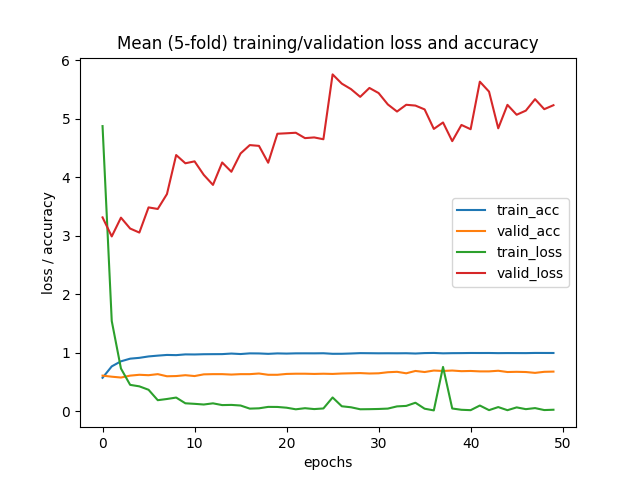 Mean (5-fold) training/validation loss and accuracy
6
5
4
3
2
1
0
loss / accuracy
train_acc
valid_acc
train_loss
valid_loss
0
10
20
30
40
50
epochs